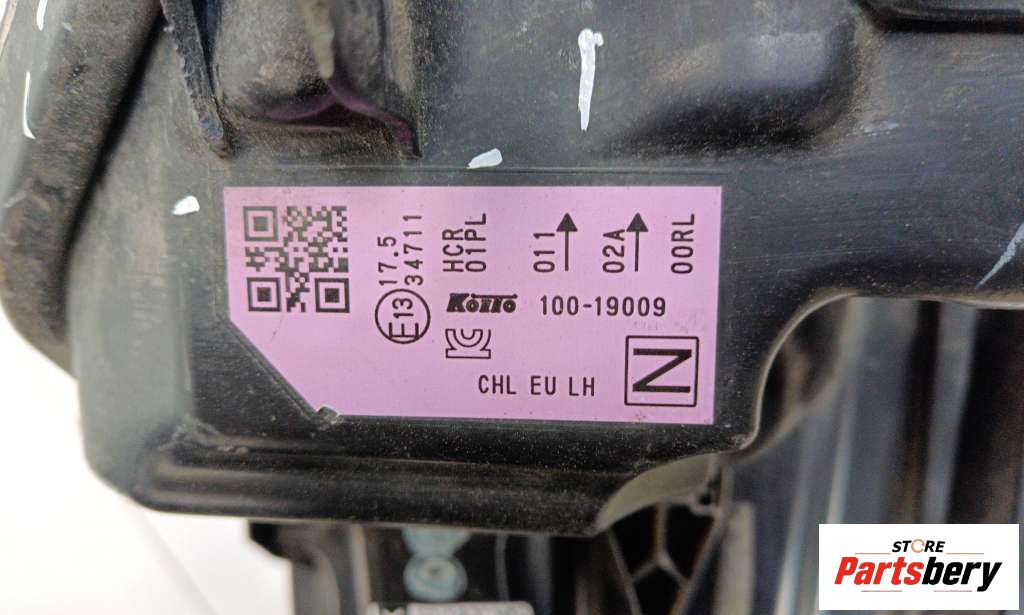 17.5
34711
E13
HCR
01PL
011
02A
00RL
KOITO 100-19009
CHL EU LH
N
STORE
Partsbery